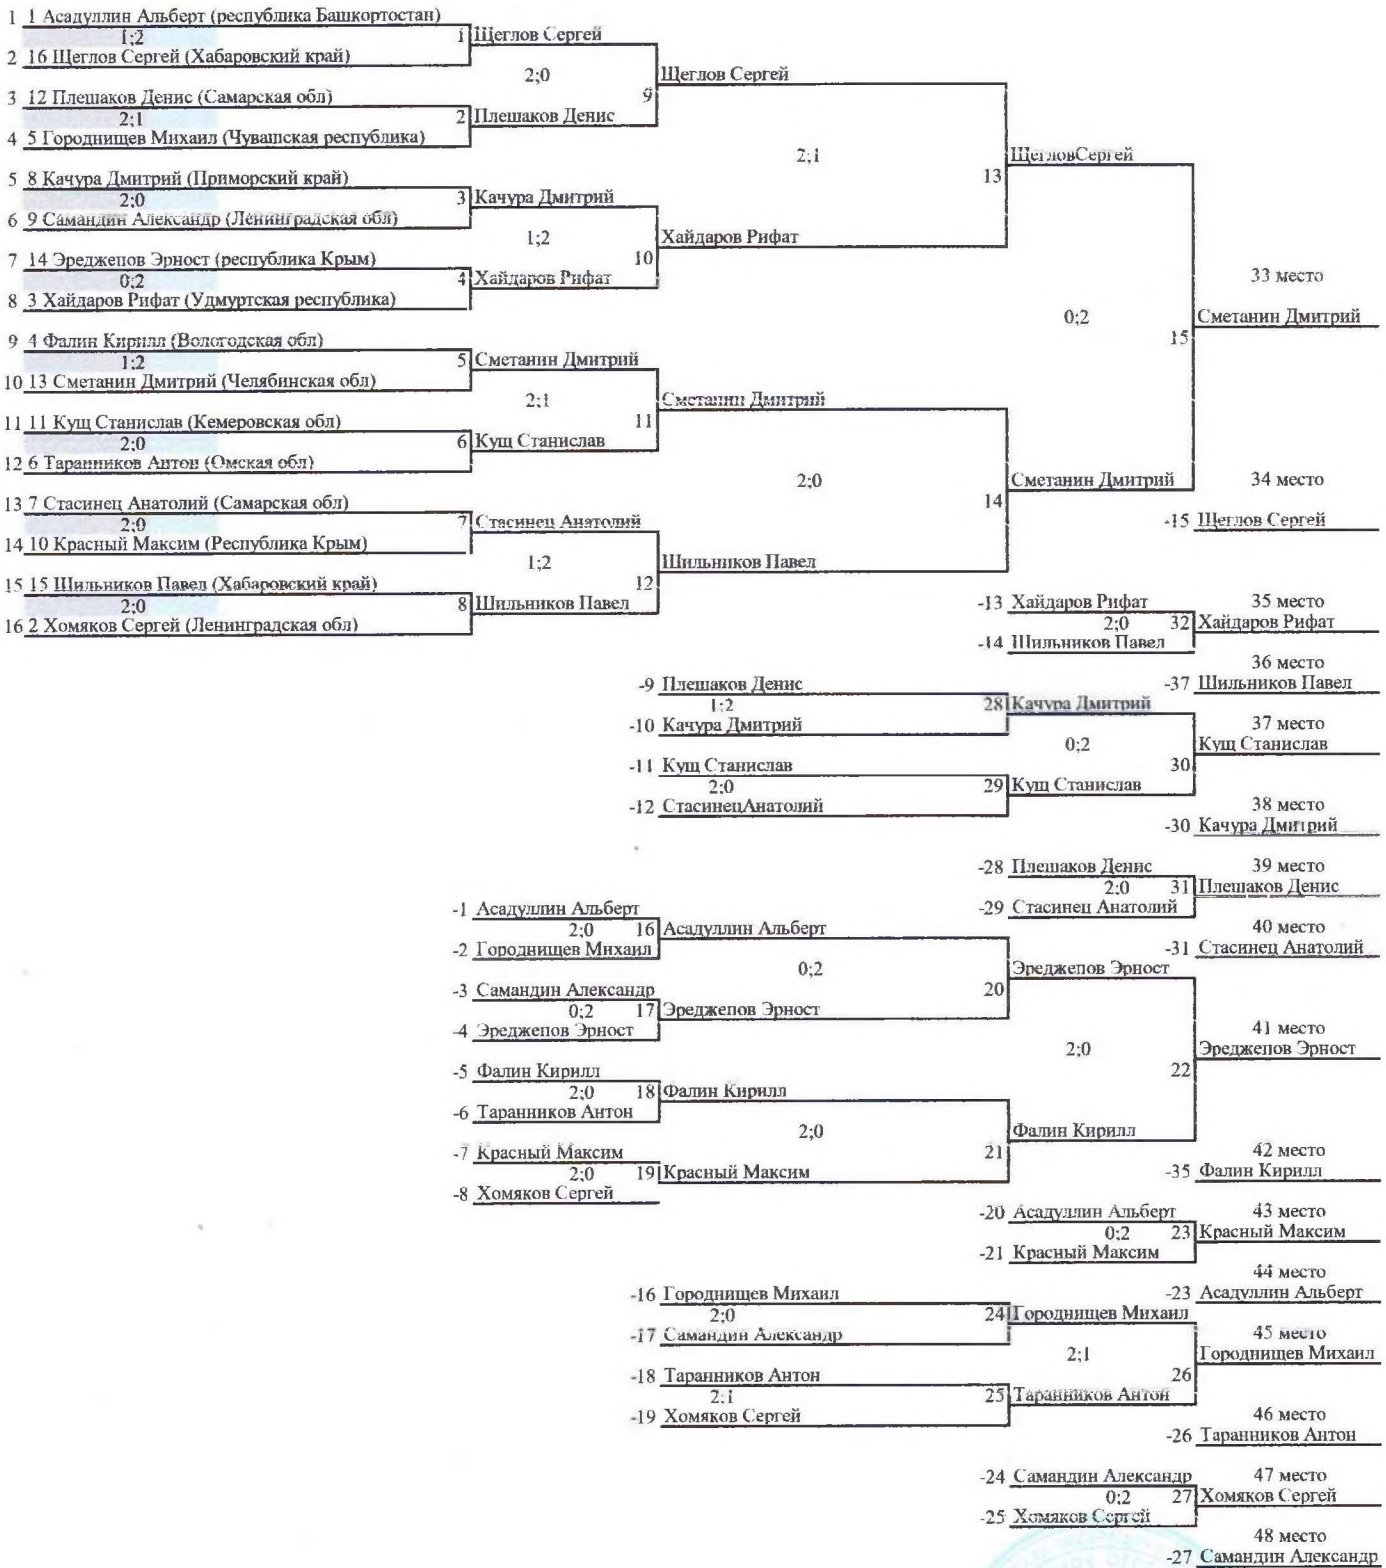 1 1 Асадуллин Альберт (республика Башкортостан)
1;2 1 Щеглов Сергей
2 16 Щеглов Сергей (Хабаровский край)
2;0 Щеглов Сергей
3 12 Плешаков Денис (Самарская обл) 9
2;1 2 Плешаков Денис
4 5 Городнищев Михаил (Чувашская республика)
2;1 13 ЩегловСергей
5 8 Качура Дмитрий (Приморский край)
2;0 3 Качура Дмитрий
6 9 Самандин Александр (Ленинградская обл)
1;2 Хайдаров Рифат
7 14 Эреджепов Эрност (республика Крым) 10
0;2 4 Хайдаров Рифат 33 место
8 3 Хайдаров Рифат (Удмуртская республика)
0;2 15 Сметанин Дмитрий
9 4 Фалин Кирилл (Вологодская обл)
1;2 5 Сметанин Дмитрий
10 13 Сметанин Дмитрий (Челябинская обл)
2;1 Сметанин Дмитрий
11 11 Кущ Станислав (Кемеровская обл) 11
2;0 6 Кущ Станислав
12 6 Таранников Антон (Омская обл)
2;0 14 Сметанин Дмитрий 34 место
13 7 Стасинец Анатолий (Самарская обл)
2;0 7 Стасинец Анатолий -15 Щеглов Сергей
14 10 Красный Максим (Республика Крым)
1;2 Шильников Павел
15 15 Шильников Павел (Хабаровский край) 12
2;0 8 Шильников Павел -13 Хайдаров Рифат 35 место
2;0 32 Хайдаров Рифат
16 2 Хомяков Сергей (Ленинградская обл)
-14 Шильников Павел
36 место
-9 Плешаков Денис -37 Шильников Павел
1;2 28 Качура Дмитрий
-10 Качура Дмитрий 37 место
0;2 30 Кущ Станислав
-11 Кущ Станислав
2;0 29 Кущ Станислав
-12 СтасинецАнатолий 38 место
-30 Качура Дмитрий
-28 Плешаков Денис 39 место
2;0 31 Плешаков Денис
-1 Асадуллин Альберт -29 Стасинец Анатолий
2;0 16 Асадуллин Альберт 40 место
-2 Городнищев Михаил -31 Стасинец Анатолий
0;2 20 Эреджепов Эрност
-3 Самандин Александр
0;2 17 Эреджепов Эрност
-4 Эреджепов Эрност 41 место
2;0 22 Эреджепов Эрност
-5 Фалин Кирилл
2;0 18 Фалин Кирилл
-6 Таранников Антон
2;0 21 Фалин Кирилл
-7 Красный Максим 42 место
2;0 19 Красный Максим -35 Фалин Кирилл
-8 Хомяков Сергей
-20 Асадуллин Альберт 43 место
0;2 23 Красный Максим
-21 Красный Максим
44 место
-16 Городнищев Михаил -23 Асадуллин Альберт
2;0 24 Городнищев Михаил
-17 Самандин Александр 45 место
2;1 26 Городнищев Михаил
-18 Таранников Антон
2;1 25 Таранников Антон
-19 Хомяков Сергей 46 место
-26 Таранников Антон
-24 Самандин Александр 47 место
0;2 27 Хомяков Сергей
-25 Хомяков Сергей
48 место
-27 Самандин Александр